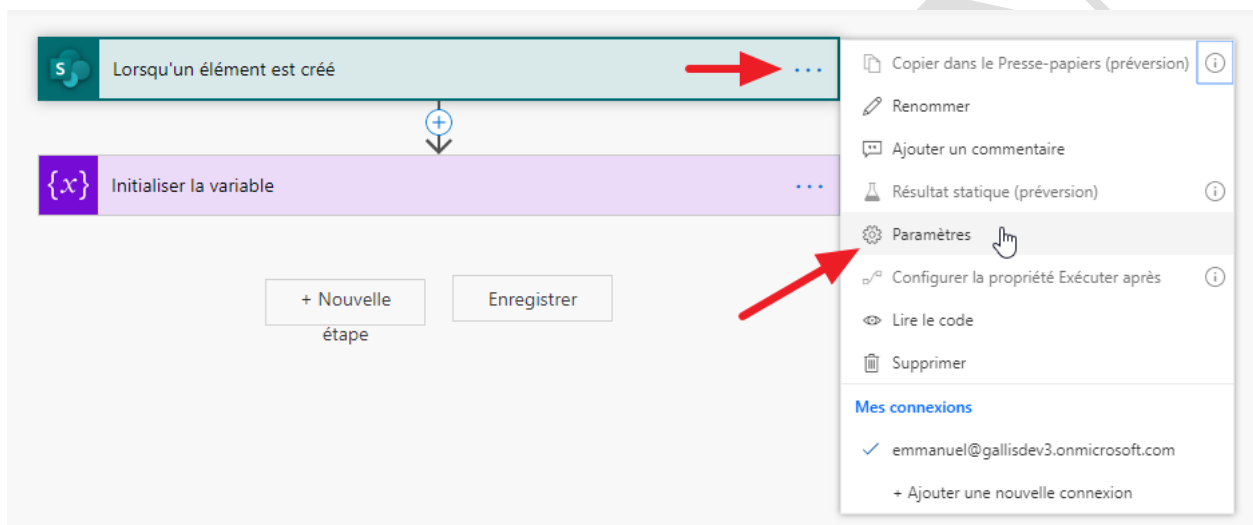 S
Lorsqu'un élément est créé
...
{x}
Initialiser la variable
...
+ Nouvelle
étape
Enregistrer
Copier dans le Presse-papiers (préversion)
Renommer
Ajouter un commentaire
Résultat statique (préversion)
Paramètres
Configurer la propriété Exécuter après
Lire le code
Supprimer
Mes connexions
emmanuel@gallisdev3.onmicrosoft.com
+ Ajouter une nouvelle connexion